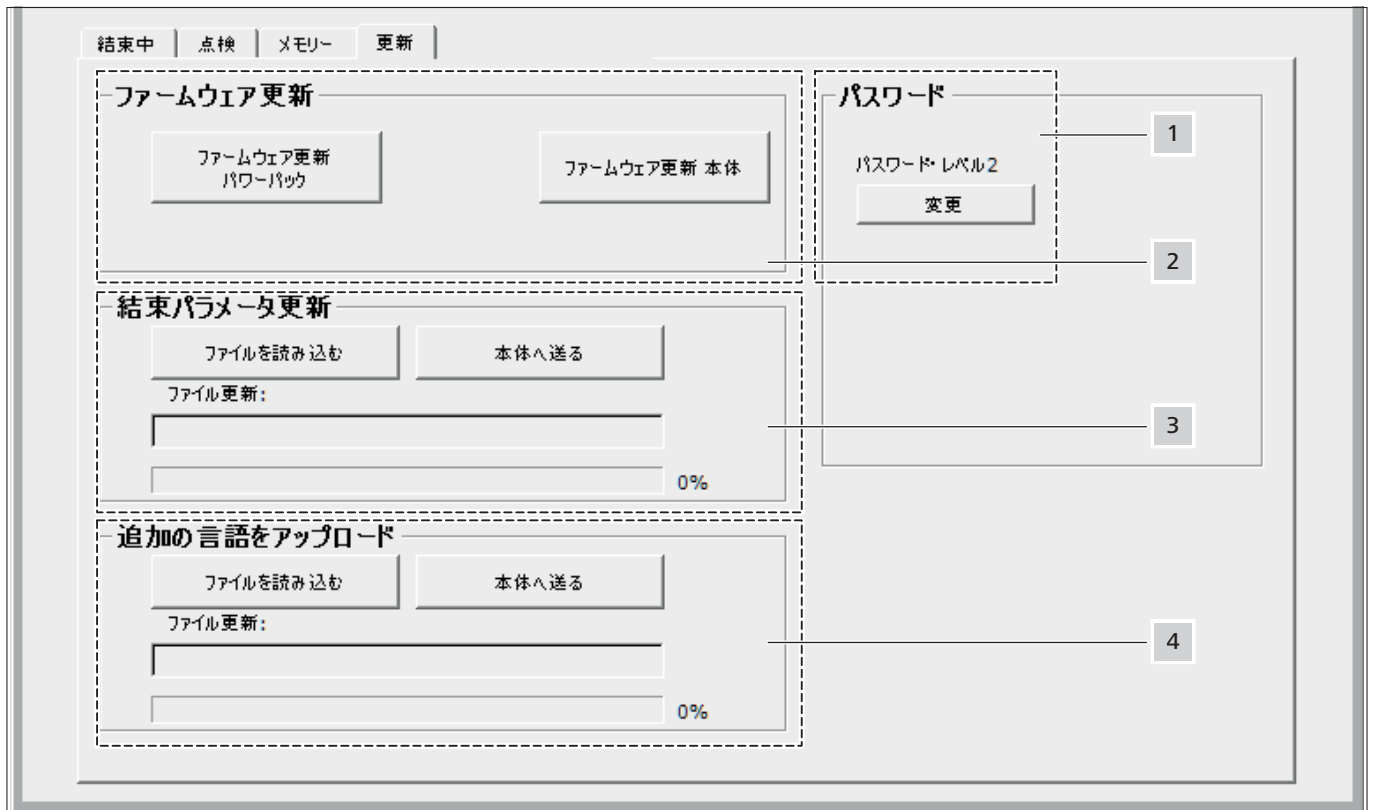 結束中 点検 メモリー 更新
ファームウェア更新
ファームウェア更新
パワーパック
ファームウェア更新 本体
パスワード
パスワード・レベル2
変更
1
2
結束パラメータ更新
ファイルを読み込む 本体へ送る
ファイル更新:
0%
3
追加の言語をアップロード
ファイルを読み込む 本体へ送る
ファイル更新:
0%
4